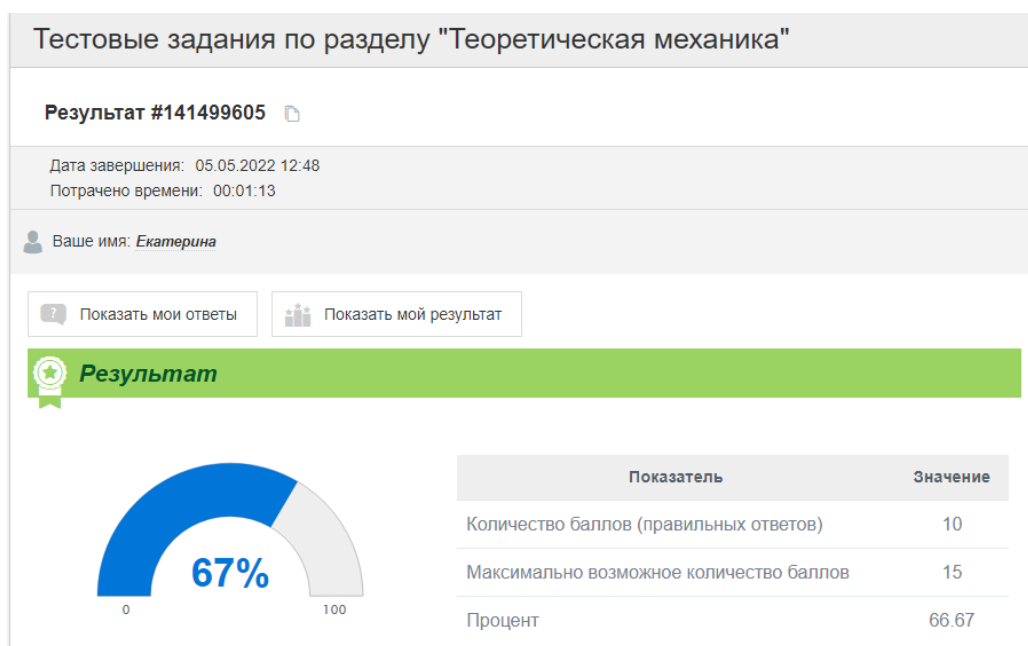 Тестовые задания по разделу "Теоретическая механика"
Результат #141499605
Дата завершения: 05.05.2022 12:48
Потрачено времени: 00:01:13
Ваше имя: Екатерина
? Показать мои ответы Показать мой результат
Результат
Показатель Значение
Количество баллов (правильных ответов) 10
67%
Максимально возможное количество баллов 15
0 100
Процент 66.67